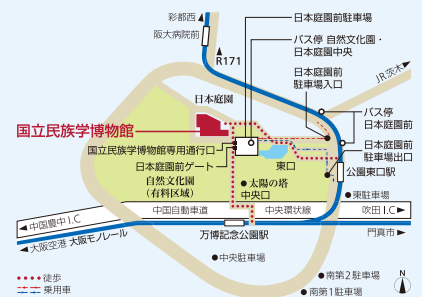 彩都西
阪大病院前
R171
日本庭園前駐車場
バス停 自然文化園・
日本庭園中央
日本庭園前
駐車場入口
JR茨木
日本庭園
国立民族学博物館
国立民族学博物館専用通行口
日本庭園前ゲート
自然文化園
(有料区域)
太陽の塔
中央口
東口
バス停
日本庭園前
日本庭園前
駐車場出口
公園東口駅
東駐車場
中国豊中I.C
中国自動車道
中央環状線
吹田I.C
大阪空港 大阪モノレール
万博記念公園駅
門真市
中央駐車場
南第2駐車場
南第1駐車場
徒歩
乗用車
N